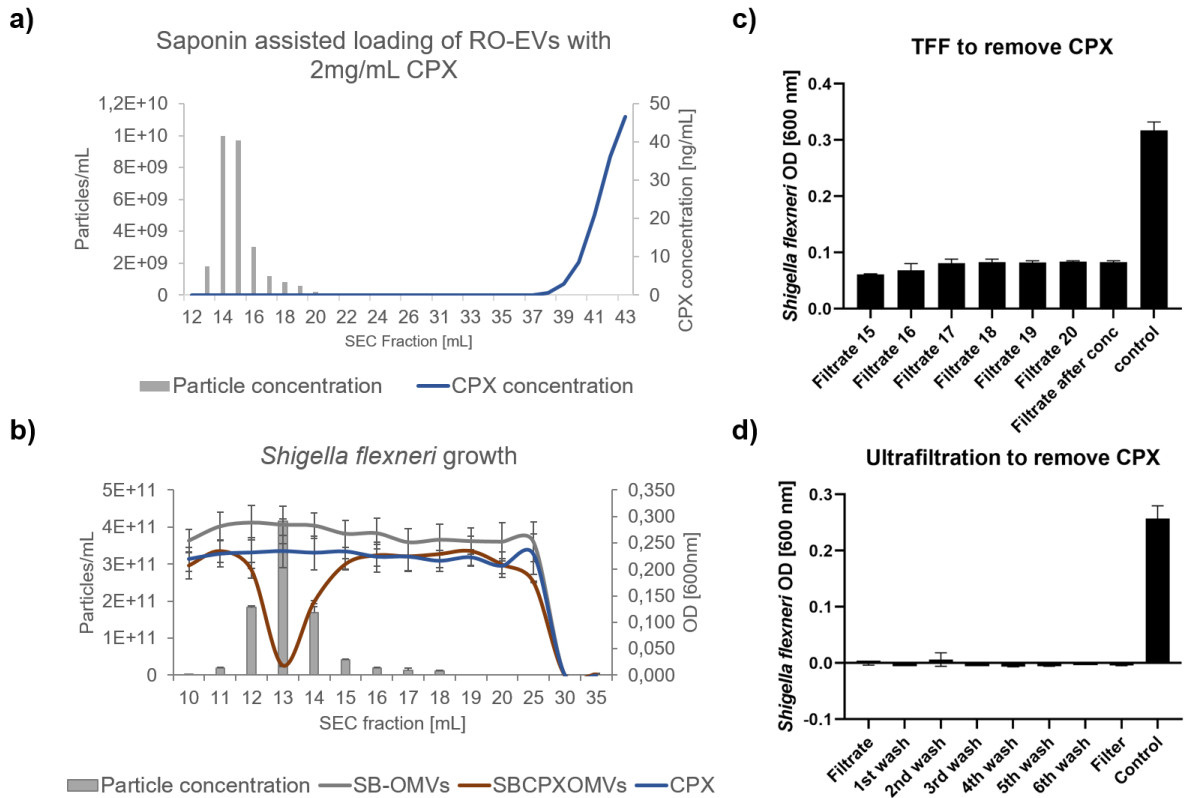 a)
Saponin assisted loading of RO-EVs with
2mg/mL CPX
1,2E+10
1E+10
8E+09
6E+09
4E+09
2E+09
0
Particles/mL
50
40
30
20
10
0
CPX concentration [ng/mL]
12 14 16 18 20 22 24 26 31 33 35 37 39 41 43
SEC Fraction [mL]
Particle concentration CPX concentration
b)
Shigella flexneri growth
5E+11
4E+11
3E+11
2E+11
1E+11
0
Particles/mL
0,350
0,300
0,250
0,200
0,150
0,100
0,050
0,000
OD [600nm]
10 11 12 13 14 15 16 17 18 19 20 25 30 35
SEC fraction [mL]
Particle concentration SB-OMVs SBCPXOMVs CPX
c)
TFF to remove CPX
0.4
0.3
0.2
0.1
0.0
Shigella flexneri OD [600 nm]
Filtrate 15
Filtrate 16
Filtrate 17
Filtrate 18
Filtrate 19
Filtrate 20
Filtrate after conc
control
d)
Ultrafiltration to remove CPX
0.3
0.2
0.1
0.0
-0.1
Shigella flexneri OD [600 nm]
Filtrate
1st wash
2nd wash
3rd wash
4th wash
5th wash
6th wash
Filter
Control